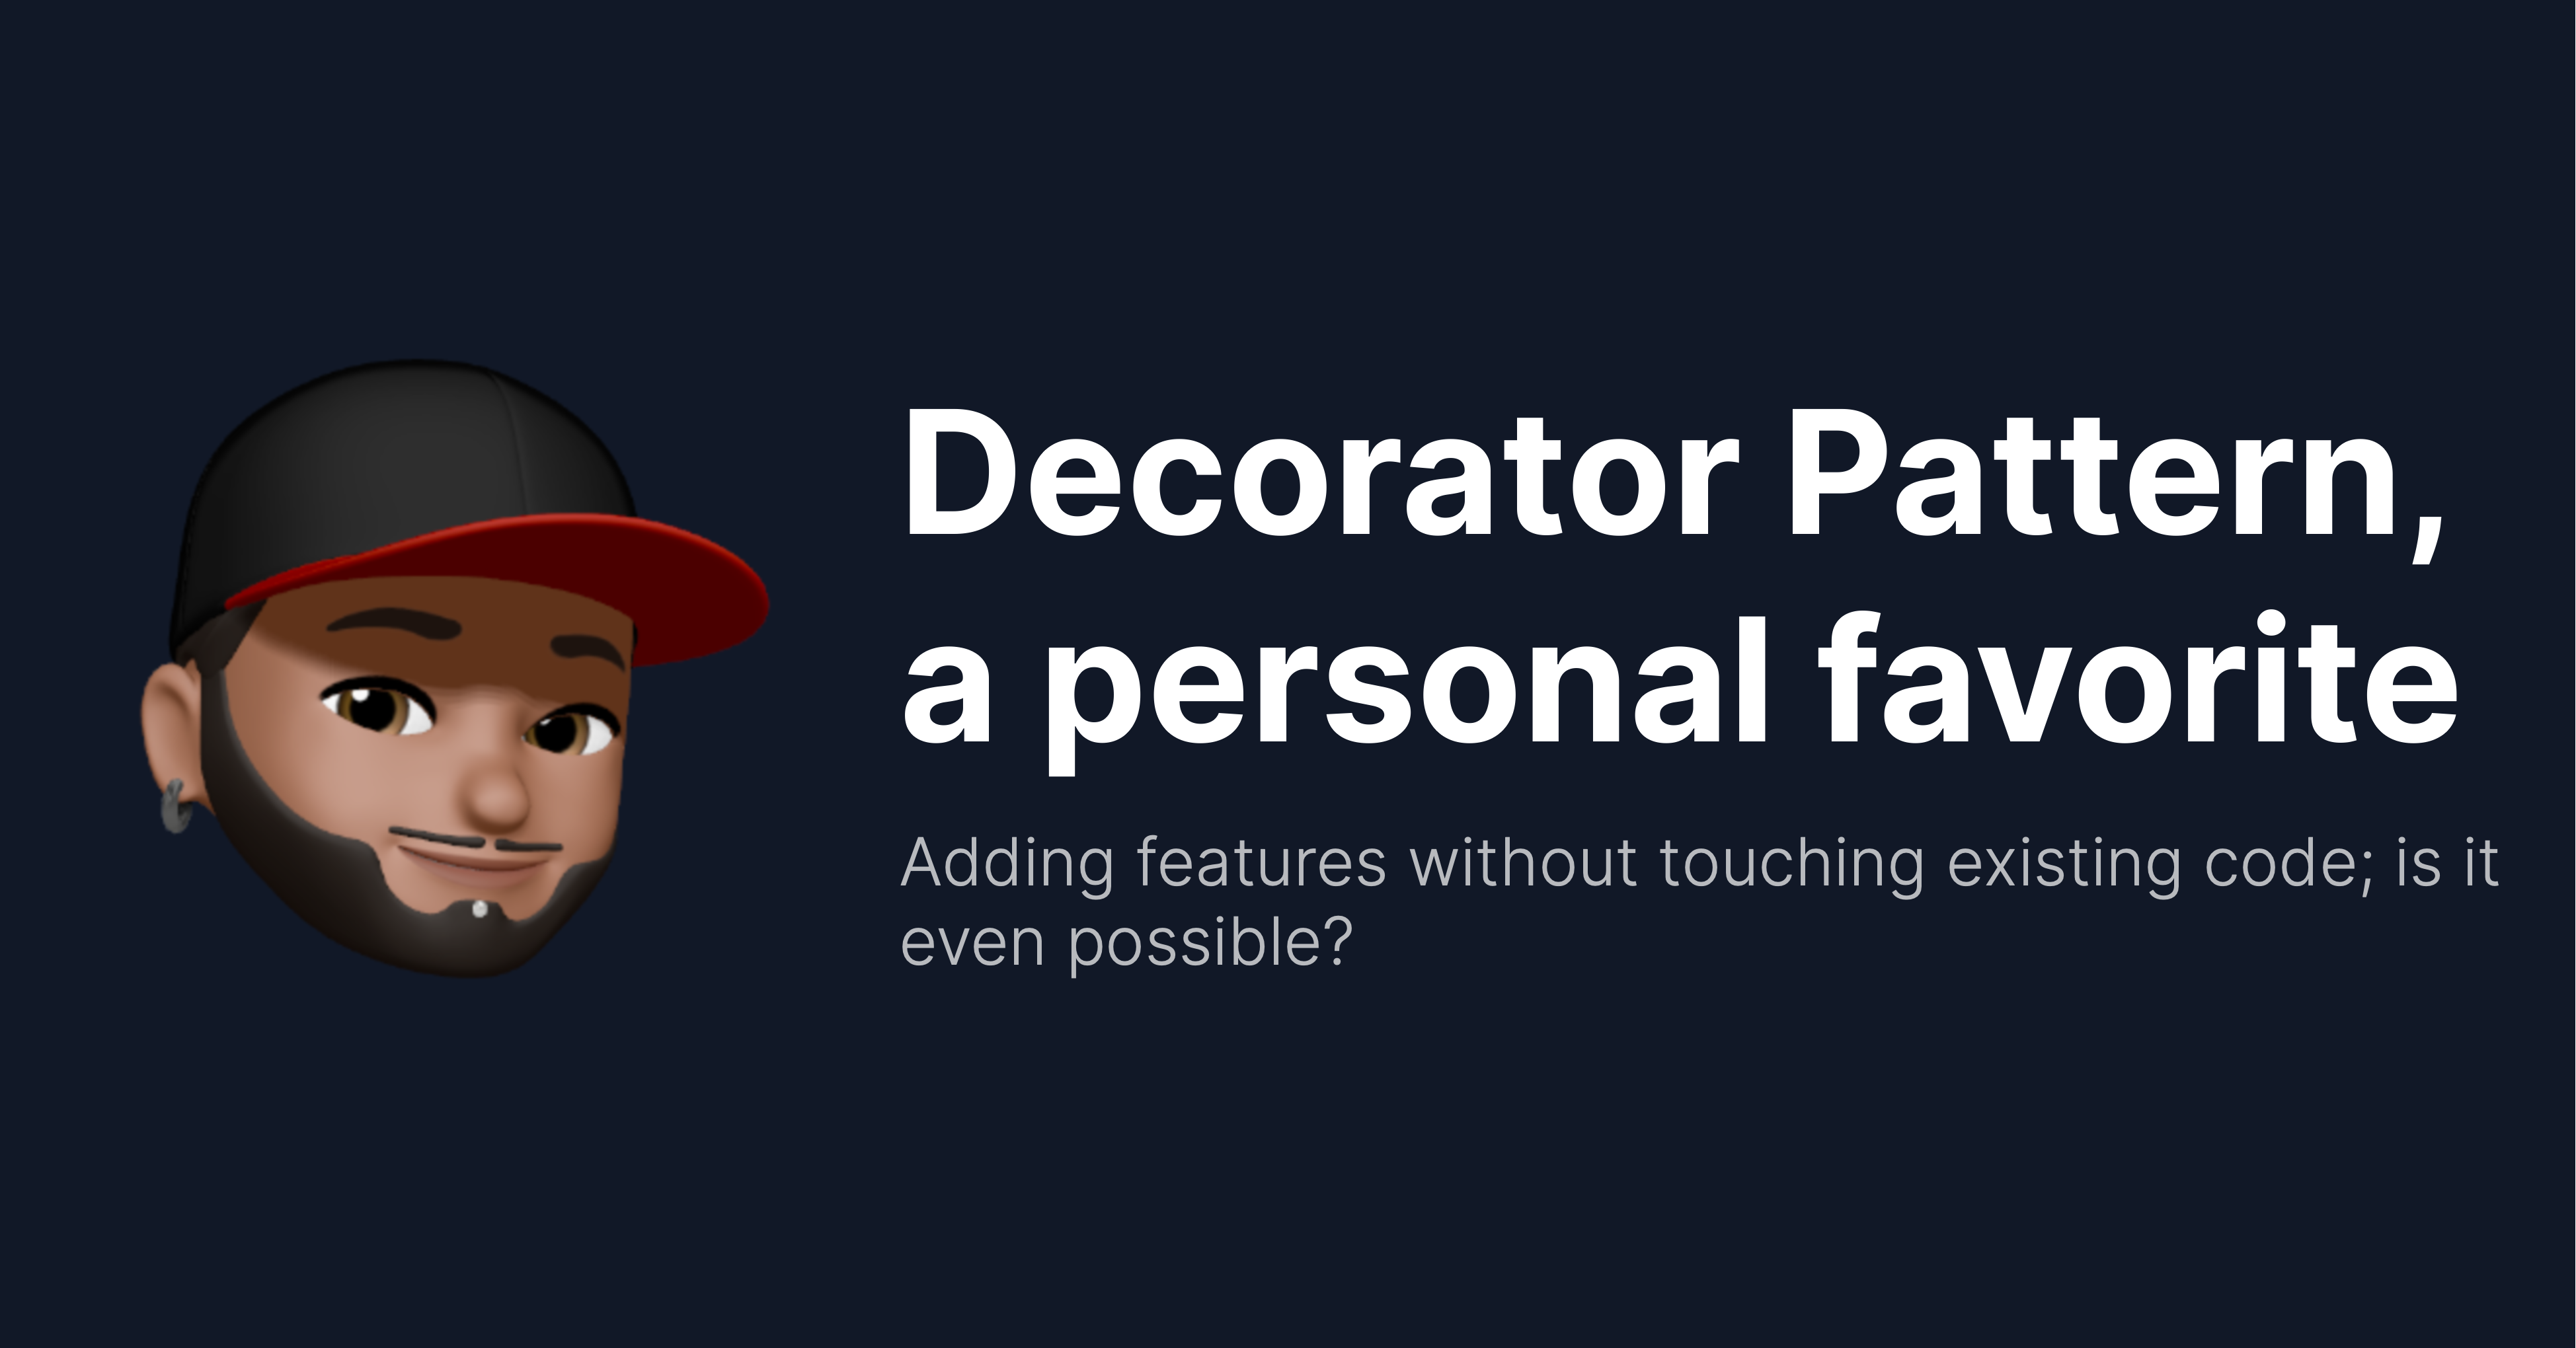 Decorator Pattern,
a personal favorite
Adding features without touching existing code; is it
even possible?